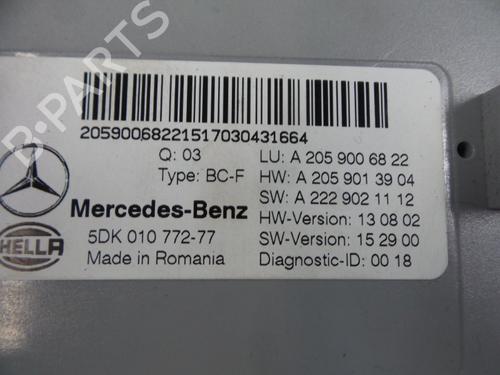 B-PARTS
205900682215170304316​64
Q: 03
Type: BC-F
Mercedes-Benz
HELLA
5DK 010 772-77
Made in Romania
LU: A 205 900 68 22
HW: A 205 901 39 04
SW: A 222 902 11 12
HW-Version: 13 08 02
SW-Version: 15 29 00
Diagnostic-ID: 00 18